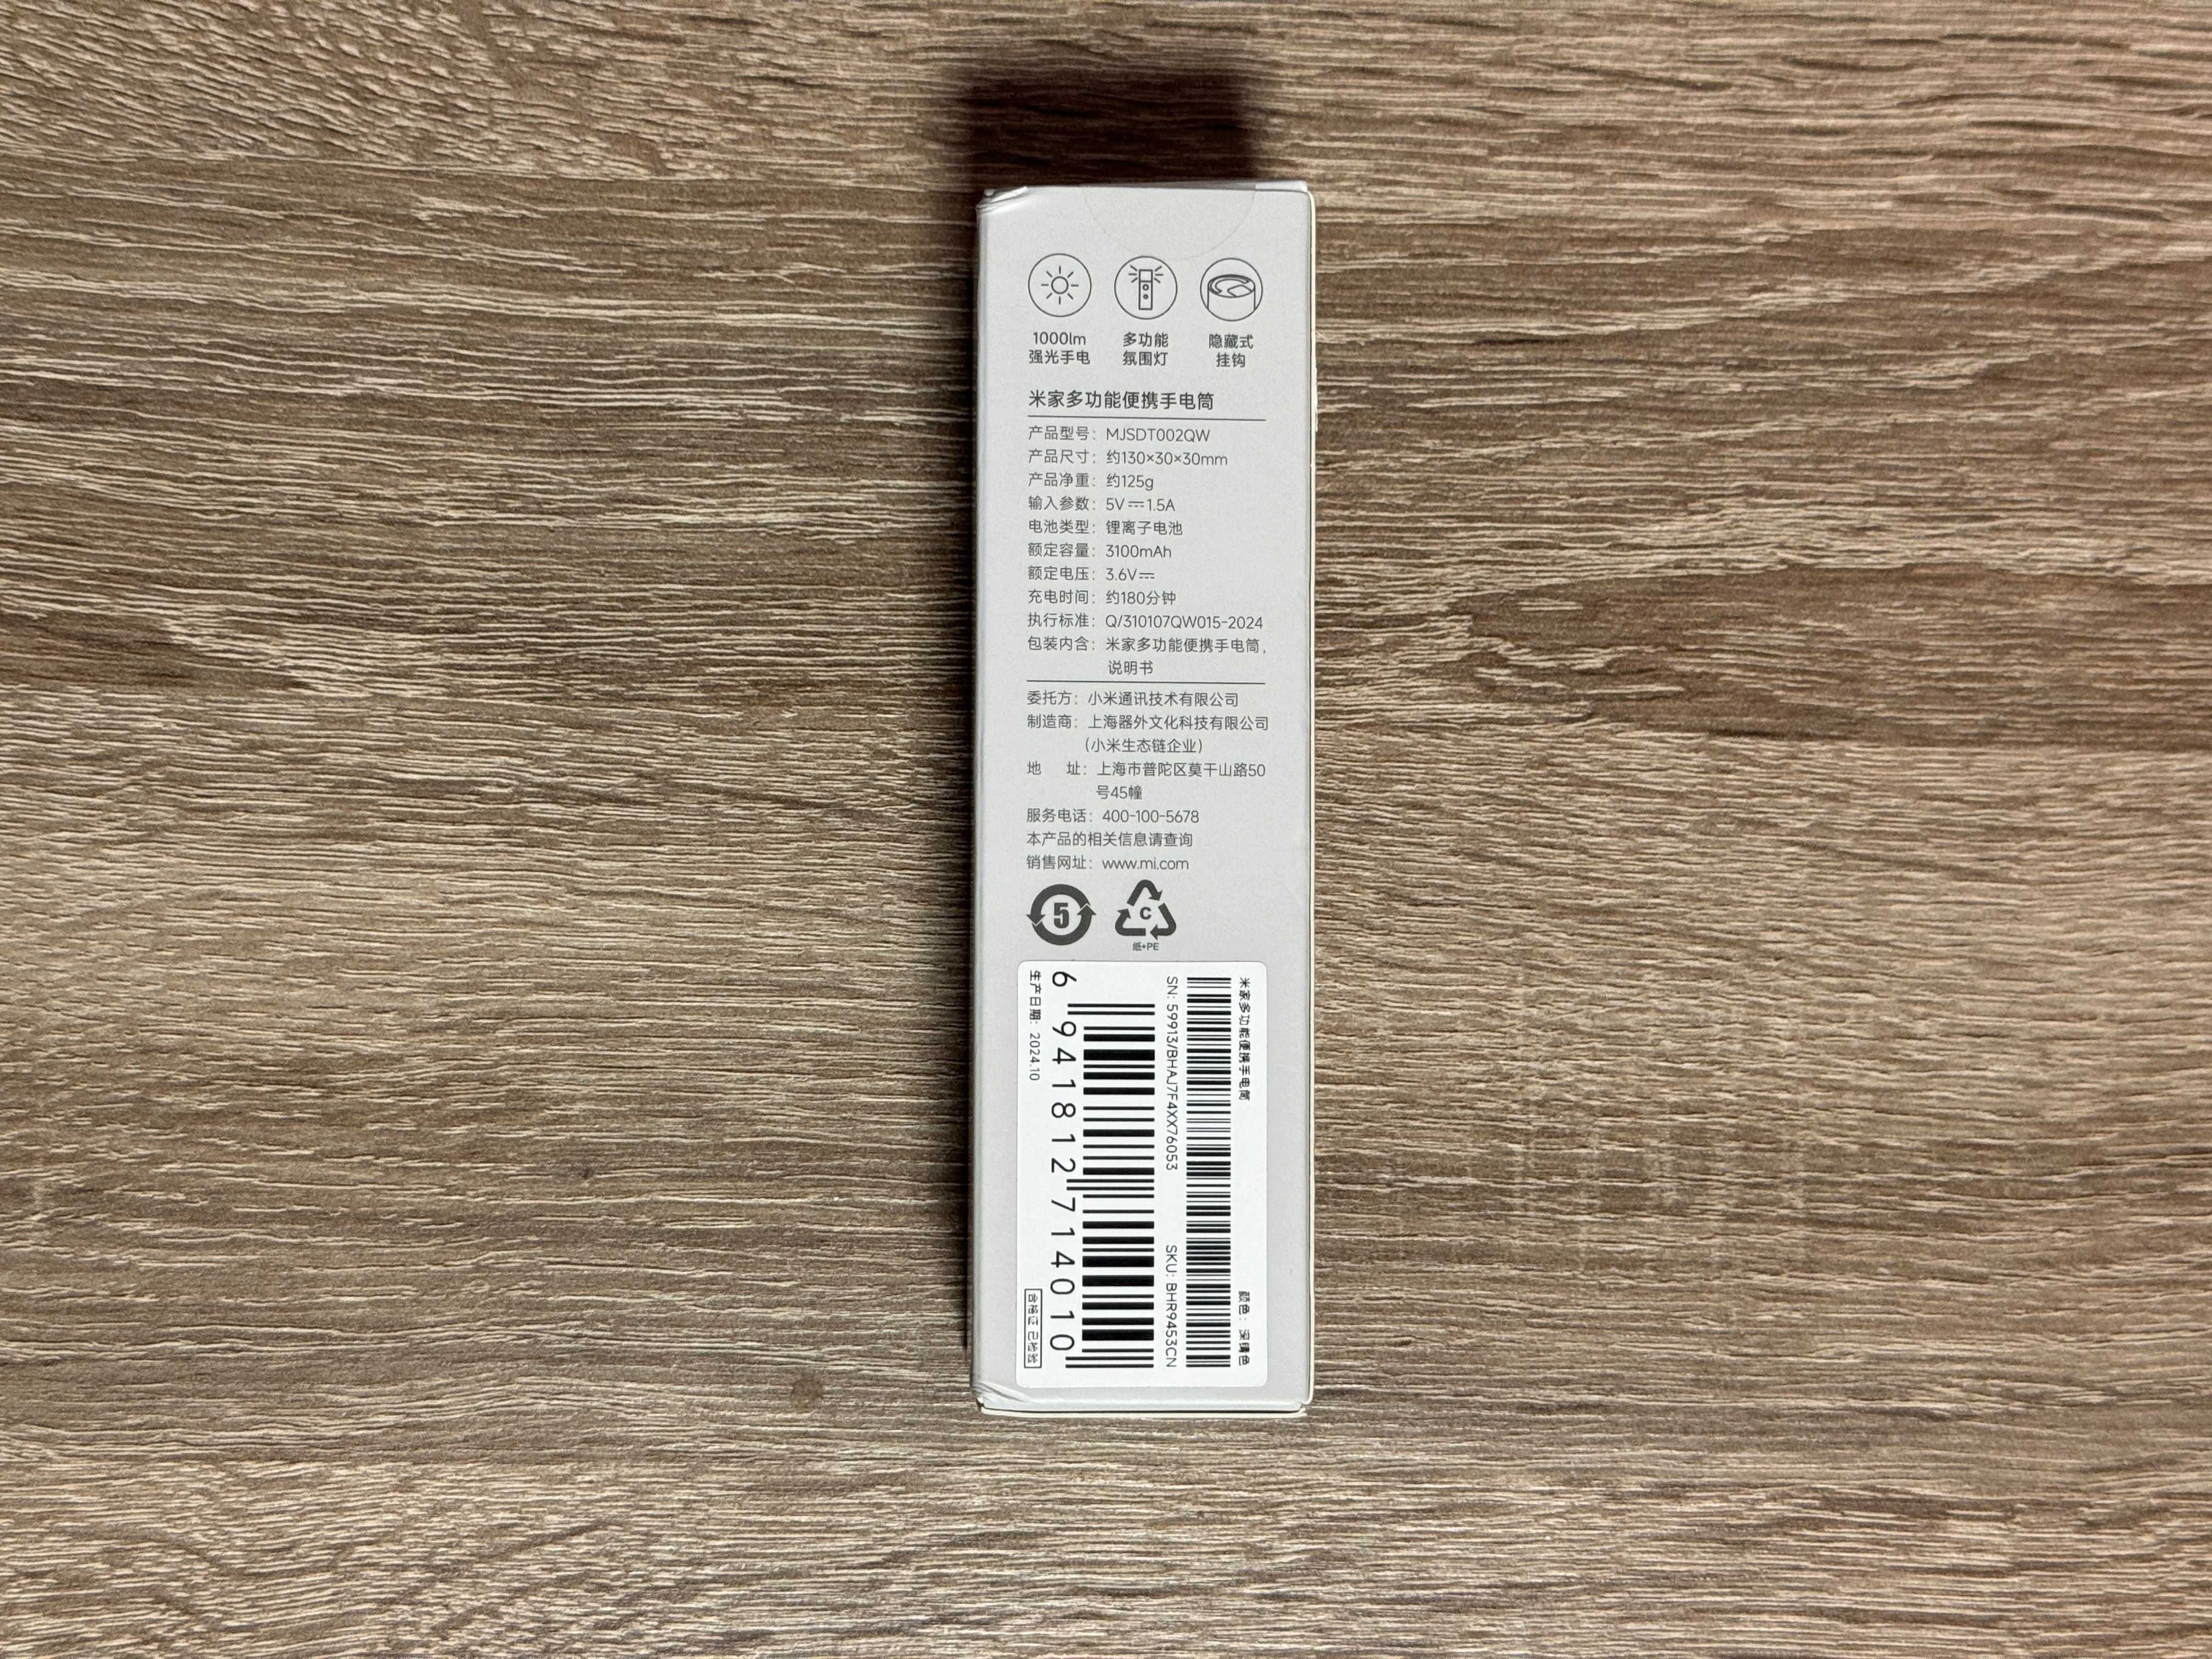 1000lm
强光手电
多功能
氛围灯
隐藏式
挂钩
米家多功能便携手电筒
产品型号：MJSDT002QW
产品尺寸：约130×30×30mm
产品净重：约125g
输入参数：5V⎓1.5A
电池类型：锂离子电池
额定容量：3100mAh
额定电压：3.6V⎓
充电时间：约180分钟
执行标准：Q/310107QW015-2024
包装内含：米家多功能便携手电筒，
说明书
委托方：小米通讯技术有限公司
制造商：上海器外文化科技有限公司
（小米生态链企业）
地 址：上海市普陀区莫干山路50
号45幢
服务电话：400-100-5678
本产品的相关信息请查询
销售网址：www.mi.com
5
C
纸+PE
米家多功能便携手电筒 颜色：深绿色
SN: 59913/BHAJ7F4XX76053 SKU: BHR9453CN
6 941812 714010
生产日期：2024.10 合格证 已检验